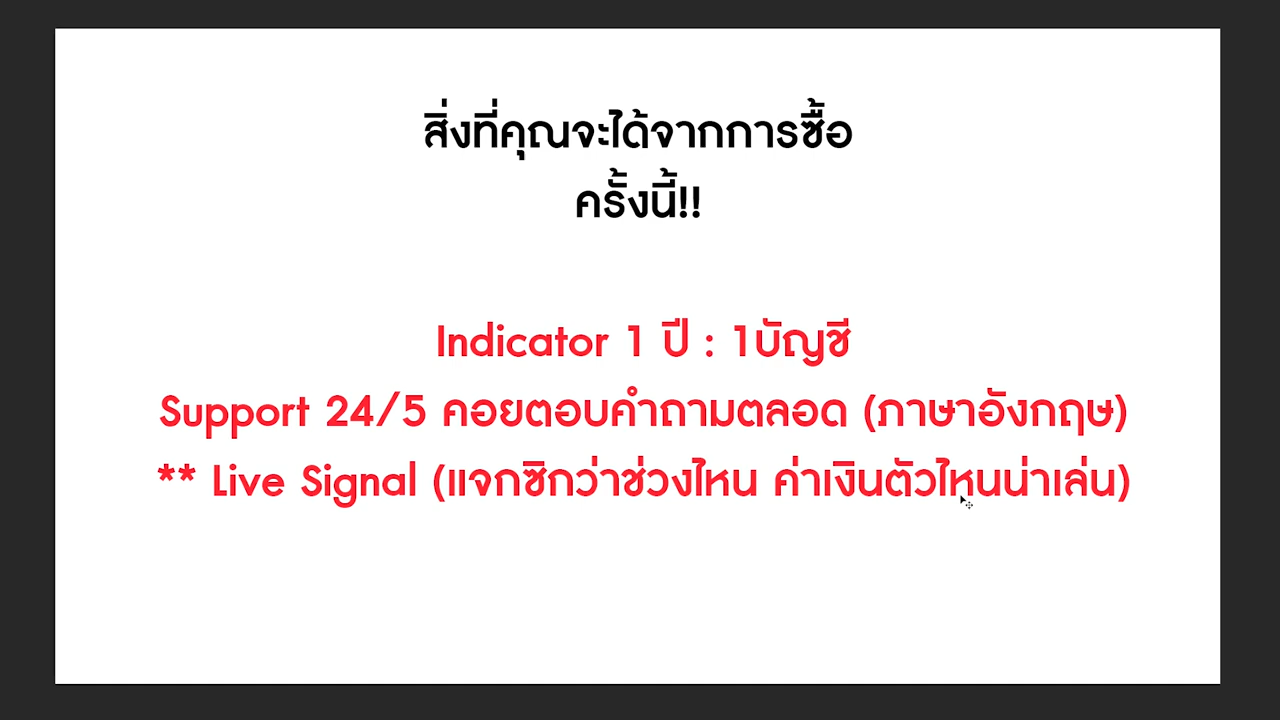 สิ่งที่คุณจะได้จากการซื้อ
ครั้งนี้!!
Indicator 1 ปี : 1บัญชี
Support 24/5 คอยตอบคำถามตลอด (ภาษาอังกฤษ)
** Live Signal (แจกซิกว่าช่วงไหน ค่าเงินตัวไหนน่าเล่น)